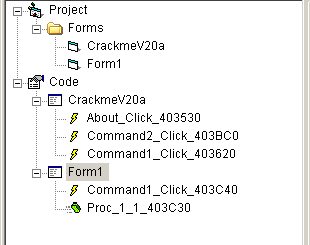 Project
Forms
CrackmeV20a
Form1
Code
CrackmeV20a
About_Click_403530
Command2_Click_403BC0
Command1_Click_403620
Form1
Command1_Click_403C40
Proc_1_1_403C30